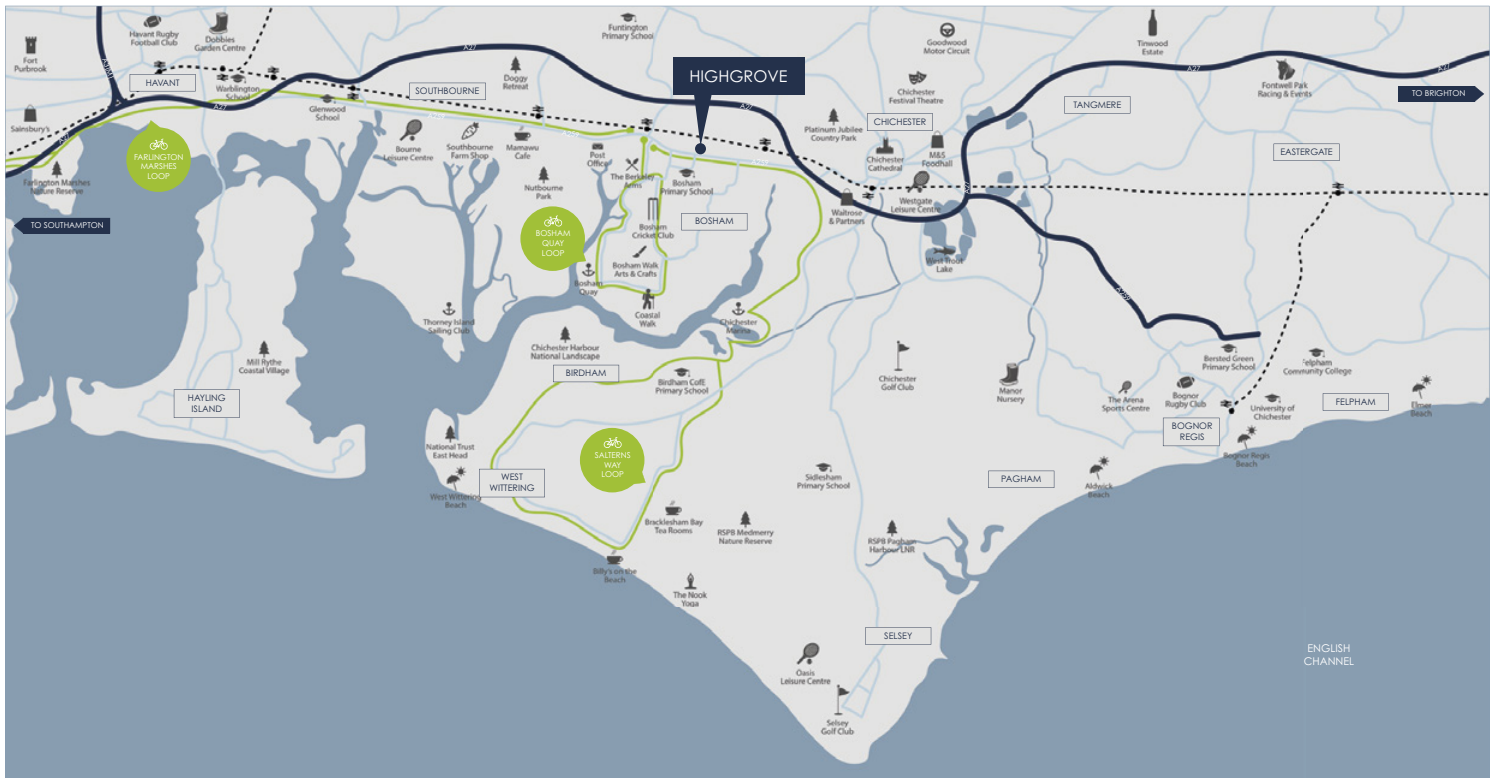 Havant Rugby
Football Club
Dobbies
Garden Centre
Funtington
Primary School
Goodwood
Motor Circuit
Tinwood
Estate
Fort
Purbrook
A27
Doggy
Retreat
HIGHGROVE
Fontwell Park
Racing & Events
A27
A27
TO BRIGHTON
HAVANT
Warblington
School
SOUTHBOURNE
Chichester
Festival Theatre
TANGMERE
A27
Glenwood
School
A27
Sainsbury's
A27
Platinum Jubilee
Country Park
CHICHESTER
Bourne
Leisure Centre
Southbourne
Farm Shop
Mamawu
Cafe
Post
Office
Chichester
Cathedral
M&S
Foodhall
EASTERGATE
FARLINGTON
MARSHES
LOOP
Farlington Marshes
Nature Reserve
Nutbourne
Park
The Berkeley
Arms
Bosham
Primary School
Westgate
Leisure Centre
A27
Waitrose
& Partners
TO SOUTHAMPTON
BOSHAM
QUAY
LOOP
Bosham
Cricket Club
BOSHAM
Bosham Walk
Arts & Crafts
West Trout
Lake
Bosham
Quay
A259
Coastal
Walk
Thorney Island
Sailing Club
Chichester
Marina
Chichester Harbour
National Landscape
Mill Rythe
Coastal Village
BIRDHAM
Birdham CofE
Primary School
Chichester
Golf Club
Bersted Green
Primary School
Felpham
Community College
Manor
Nursery
The Arena
Sports Centre
Bognor
Rugby Club
University of
Chichester
FELPHAM
Elmer
Beach
HAYLING
ISLAND
BOGNOR
REGIS
National Trust
East Head
SALTERNS
WAY
LOOP
Bognor Regis
Beach
WEST
WITTERING
West Wittering
Beach
Sidlesham
Primary School
PAGHAM
Aldwick
Beach
Bracklesham Bay
Tea Rooms
RSPB Medmerry
Nature Reserve
RSPB Pagham
Harbour LNR
Billy's on the
Beach
The Nook
Yoga
SELSEY
ENGLISH
CHANNEL
Oasis
Leisure Centre
Selsey
Golf Club